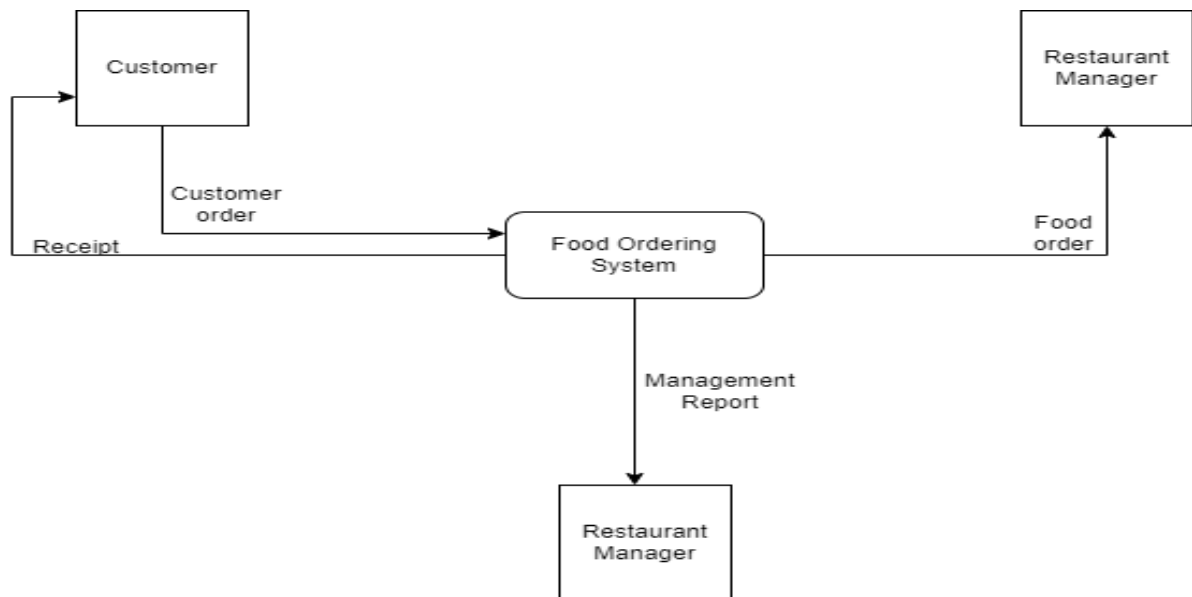 Customer
Restaurant
Manager
Customer
order
Receipt
Food Ordering
System
Food
order
Management
Report
Restaurant
Manager